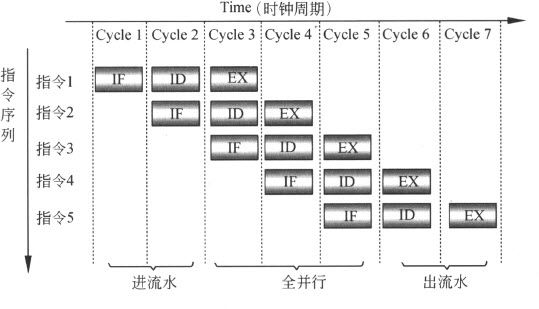 Time (时钟周期)
Cycle 1 Cycle 2 Cycle 3 Cycle 4 Cycle 5 Cycle 6 Cycle 7
指令序列
指令1 IF ID EX
指令2 IF ID EX
指令3 IF ID EX
指令4 IF ID EX
指令5 IF ID EX
进流水 全并行 出流水